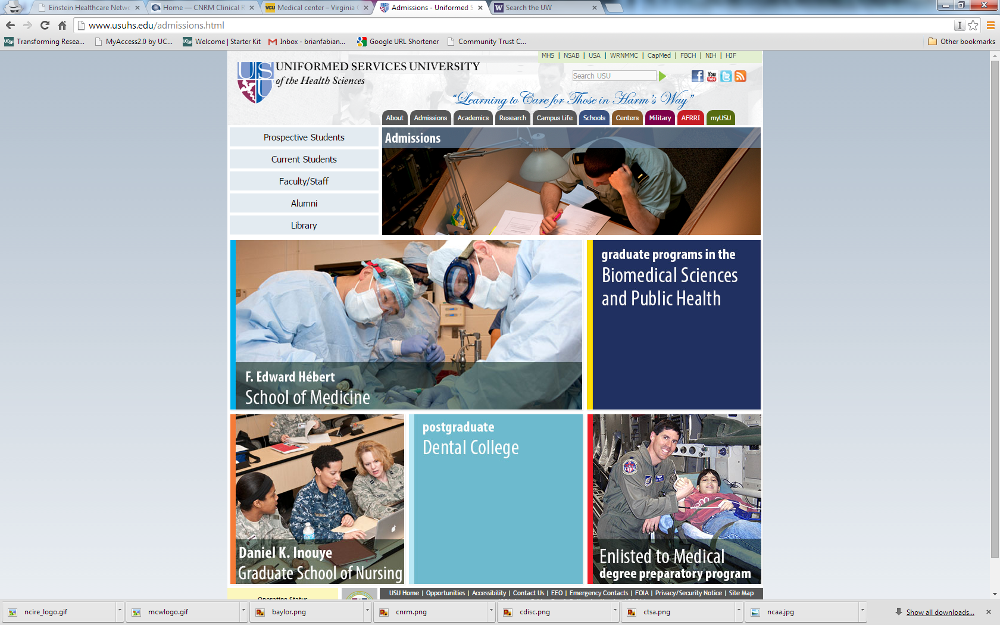 Einstein Healthcare Netwo
Home — CNRM Clinical R
VCU
Medical center – Virginia C
Admissions - Uniformed S
W
Search the UW
www.usuhs.edu/admissions.html
UCSF
Transforming Resea...
MyAccess2.0 by UC...
UCSF
Welcome | Starter Kit
Inbox - brianfabian...
Google URL Shortener
Community Trust C...
Other bookmarks
MHS | NSAB | USA | WRNMMC | CapMed | FBCH | NIH | HJF
USU
UNIFORMED SERVICES UNIVERSITY
of the Health Sciences
Search USU
You
Tube
"Learning to Care for Those in Harm's Way"
About
Admissions
Academics
Research
Campus Life
Schools
Centers
Military
AFRRI
myUSU
Prospective Students
Current Students
Faculty/Staff
Alumni
Library
Admissions
F. Edward Hébert
School of Medicine
graduate programs in the
Biomedical Sciences
and Public Health
Daniel K. Inouye
Graduate School of Nursing
postgraduate
Dental College
Enlisted to Medical
degree preparatory program
Operating Status
USU Home | Opportunities | Accessibility | Contact Us | EEO | Emergency Contacts | FOIA | Privacy/Security Notice | Site Map
ncire_logo.gif
mcwlogo.gif
baylor.png
cnrm.png
cdisc.png
ctsa.png
ncaa.jpg
Show all downloads...